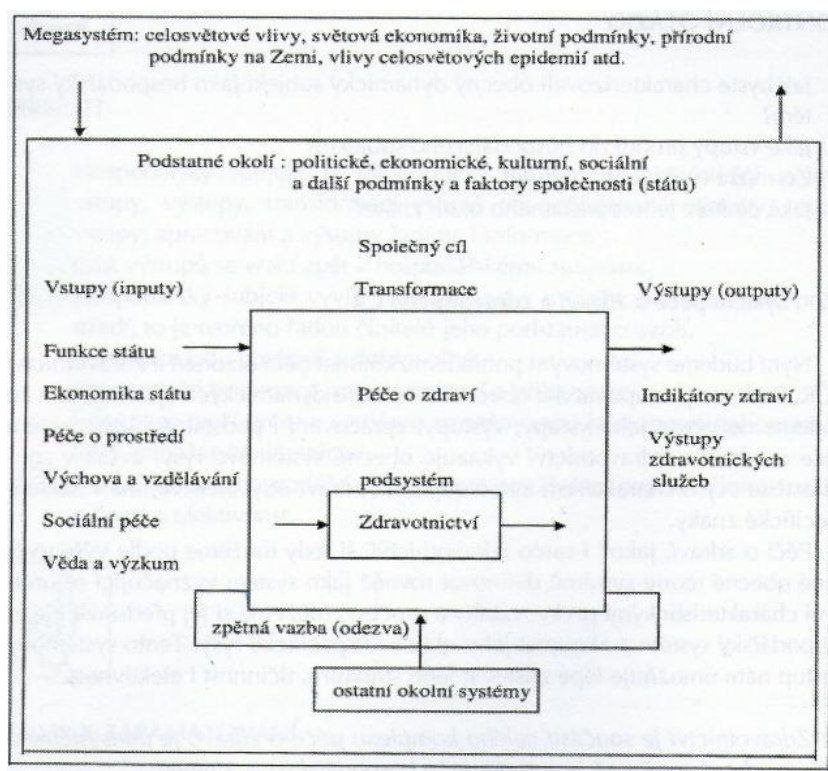 Megasystém: celosvětové vlivy, světová ekonomika, životní podmínky, přírodní
podmínky na Zemi, vlivy celosvětových epidemií atd.
Podstatné okolí : politické, ekonomické, kulturní, sociální
a další podmínky a faktory společnosti (státu)
Společný cíl
Vstupy (inputy)
Transformace
Výstupy (outputy)
Funkce státu
Ekonomika státu
Péče o zdraví
Indikátory zdraví
Péče o prostředí
Výstupy
zdravotnických
služeb
Výchova a vzdělávání
podsystém
Sociální péče
Zdravotnictví
Věda a výzkum
zpětná vazba (odezva)
ostatní okolní systémy